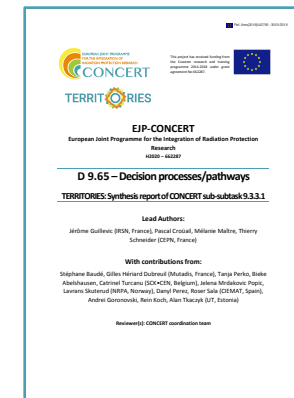 EUROPEAN JOINT PROGRAMME
FOR THE INTEGRATION OF
RADIATION PROTECTION RESEARCH
CONCERT
This project has received funding from
the Euratom research and training
programme 2014-2018 under grant
agreement No 662287.
TERRITORIES
EJP-CONCERT
European Joint Programme for the Integration of Radiation Protection
Research
H2020 – 662287
D 9.65 – Decision processes/pathways
TERRITORIES: Synthesis report of CONCERT sub-subtask 9.3.3.1
Lead Authors:
Jérôme Guillevic (IRSN, France), Pascal Croüail, Mélanie Maître, Thierry
Schneider (CEPN, France)
With contributions from:
Stéphane Baudé, Gilles Hériard Dubreuil (Mutadis, France), Tanja Perko, Bieke
Abelshausen, Catrinel Turcanu (SCK•CEN, Belgium), Jelena Mrdakovic Popic,
Lavrans Skuterud (NRPA, Norway), Danyl Perez, Roser Sala (CIEMAT, Spain),
Andrei Goronovski, Rein Koch, Alan Tkaczyk (UT, Estonia)
Reviewer(s): CONCERT coordination team